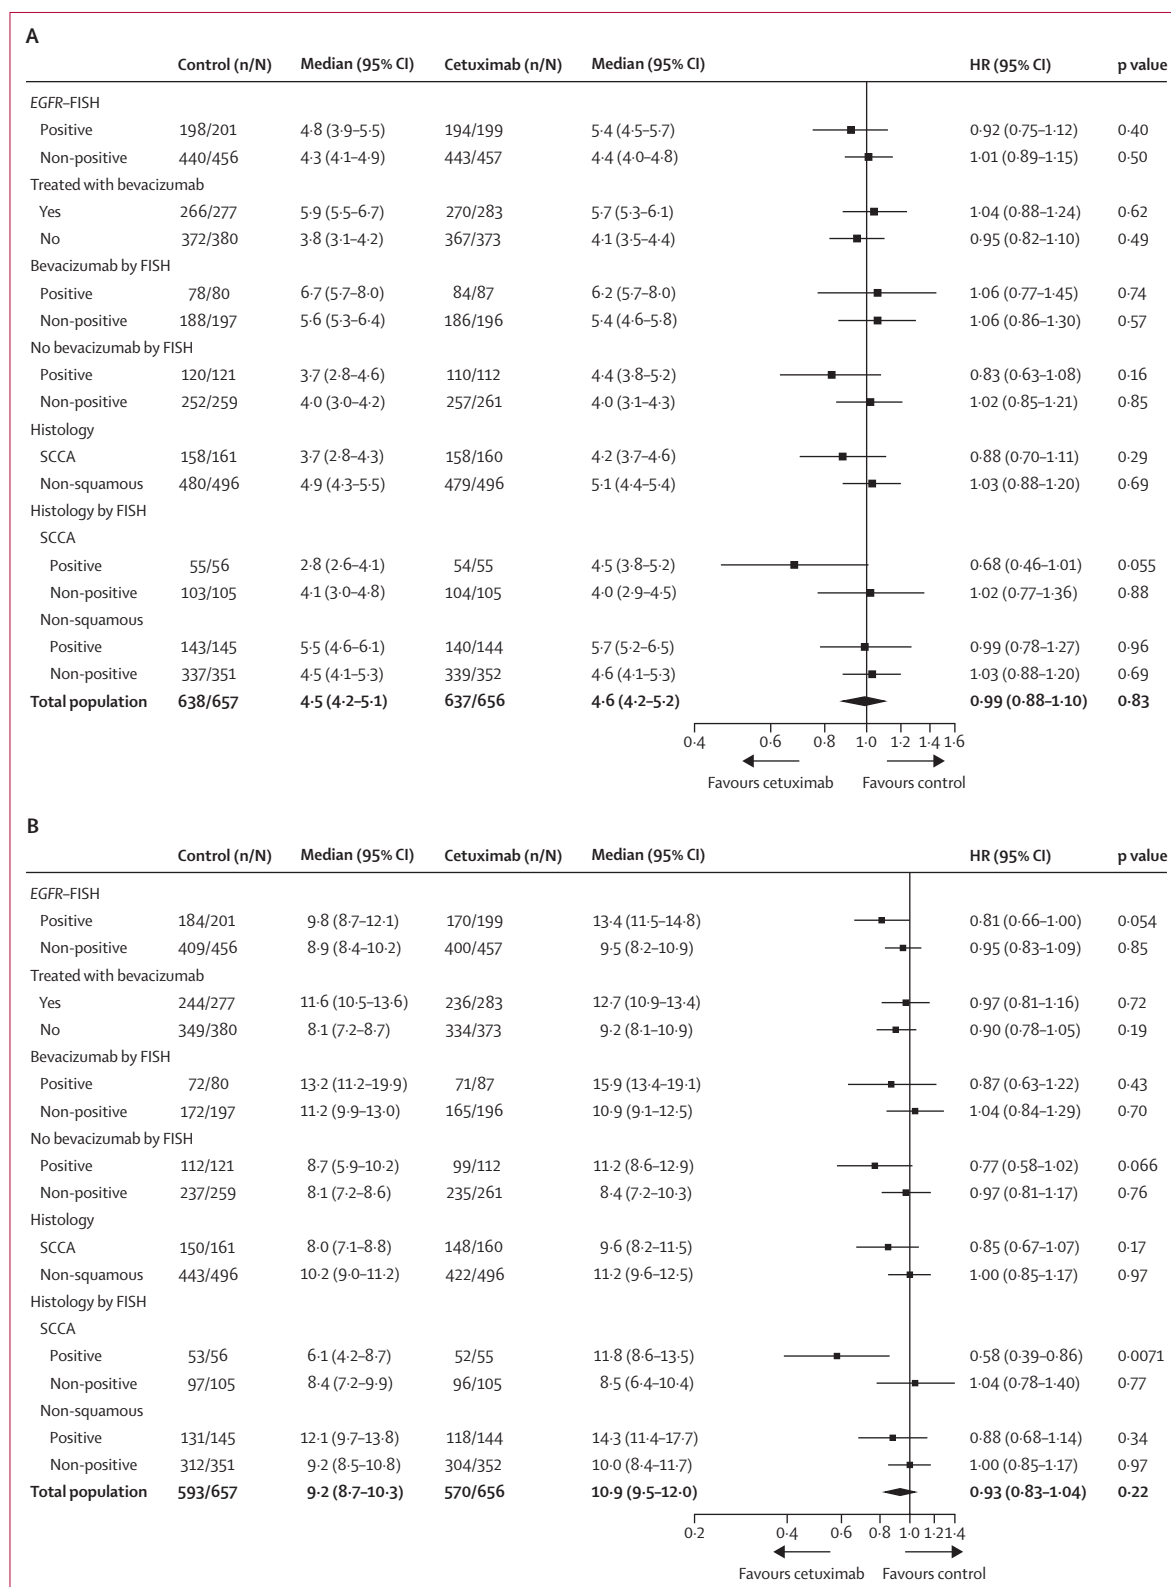 A
Control (n/N) Median (95% CI) Cetuximab (n/N) Median (95% CI) HR (95% CI) p value
EGFR–FISH
Positive 198/201 4·8 (3·9–5·5) 194/199 5·4 (4·5–5·7) 0·92 (0·75–1·12) 0·40
Non-positive 440/456 4·3 (4·1–4·9) 443/457 4·4 (4·0–4·8) 1·01 (0·89–1·15) 0·50
Treated with bevacizumab
Yes 266/277 5·9 (5·5–6·7) 270/283 5·7 (5·3–6·1) 1·04 (0·88–1·24) 0·62
No 372/380 3·8 (3·1–4·2) 367/373 4·1 (3·5–4·4) 0·95 (0·82–1·10) 0·49
Bevacizumab by FISH
Positive 78/80 6·7 (5·7–8·0) 84/87 6·2 (5·7–8·0) 1·06 (0·77–1·45) 0·74
Non-positive 188/197 5·6 (5·3–6·4) 186/196 5·4 (4·6–5·8) 1·06 (0·86–1·30) 0·57
No bevacizumab by FISH
Positive 120/121 3·7 (2·8–4·6) 110/112 4·4 (3·8–5·2) 0·83 (0·63–1·08) 0·16
Non-positive 252/259 4·0 (3·0–4·2) 257/261 4·0 (3·1–4·3) 1·02 (0·85–1·21) 0·85
Histology
SCCA 158/161 3·7 (2·8–4·3) 158/160 4·2 (3·7–4·6) 0·88 (0·70–1·11) 0·29
Non-squamous 480/496 4·9 (4·3–5·5) 479/496 5·1 (4·4–5·4) 1·03 (0·88–1·20) 0·69
Histology by FISH
SCCA
Positive 55/56 2·8 (2·6–4·1) 54/55 4·5 (3·8–5·2) 0·68 (0·46–1·01) 0·055
Non-positive 103/105 4·1 (3·0–4·8) 104/105 4·0 (2·9–4·5) 1·02 (0·77–1·36) 0·88
Non-squamous
Positive 143/145 5·5 (4·6–6·1) 140/144 5·7 (5·2–6·5) 0·99 (0·78–1·27) 0·96
Non-positive 337/351 4·5 (4·1–5·3) 339/352 4·6 (4·1–5·3) 1·03 (0·88–1·20) 0·69
Total population 638/657 4·5 (4·2–5·1) 637/656 4·6 (4·2–5·2) 0·99 (0·88–1·10) 0·83
0·4 0·6 0·8 1·0 1·2 1·4 1·6
Favours cetuximab Favours control
B
Control (n/N) Median (95% CI) Cetuximab (n/N) Median (95% CI) HR (95% CI) p value
EGFR–FISH
Positive 184/201 9·8 (8·7–12·1) 170/199 13·4 (11·5–14·8) 0·81 (0·66–1·00) 0·054
Non-positive 409/456 8·9 (8·4–10·2) 400/457 9·5 (8·2–10·9) 0·95 (0·83–1·09) 0·85
Treated with bevacizumab
Yes 244/277 11·6 (10·5–13·6) 236/283 12·7 (10·9–13·4) 0·97 (0·81–1·16) 0·72
No 349/380 8·1 (7·2–8·7) 334/373 9·2 (8·1–10·9) 0·90 (0·78–1·05) 0·19
Bevacizumab by FISH
Positive 72/80 13·2 (11·2–19·9) 71/87 15·9 (13·4–19·1) 0·87 (0·63–1·22) 0·43
Non-positive 172/197 11·2 (9·9–13·0) 165/196 10·9 (9·1–12·5) 1·04 (0·84–1·29) 0·70
No bevacizumab by FISH
Positive 112/121 8·7 (5·9–10·2) 99/112 11·2 (8·6–12·9) 0·77 (0·58–1·02) 0·066
Non-positive 237/259 8·1 (7·2–8·6) 235/261 8·4 (7·2–10·3) 0·97 (0·81–1·17) 0·76
Histology
SCCA 150/161 8·0 (7·1–8·8) 148/160 9·6 (8·2–11·5) 0·85 (0·67–1·07) 0·17
Non-squamous 443/496 10·2 (9·0–11·2) 422/496 11·2 (9·6–12·5) 1·00 (0·85–1·17) 0·97
Histology by FISH
SCCA
Positive 53/56 6·1 (4·2–8·7) 52/55 11·8 (8·6–13·5) 0·58 (0·39–0·86) 0·0071
Non-positive 97/105 8·4 (7·2–9·9) 96/105 8·5 (6·4–10·4) 1·04 (0·78–1·40) 0·77
Non-squamous
Positive 131/145 12·1 (9·7–13·8) 118/144 14·3 (11·4–17·7) 0·88 (0·68–1·14) 0·34
Non-positive 312/351 9·2 (8·5–10·8) 304/352 10·0 (8·4–11·7) 1·00 (0·85–1·17) 0·97
Total population 593/657 9·2 (8·7–10·3) 570/656 10·9 (9·5–12·0) 0·93 (0·83–1·04) 0·22
0·2 0·4 0·6 0·8 1·0 1·2 1·4
Favours cetuximab Favours control